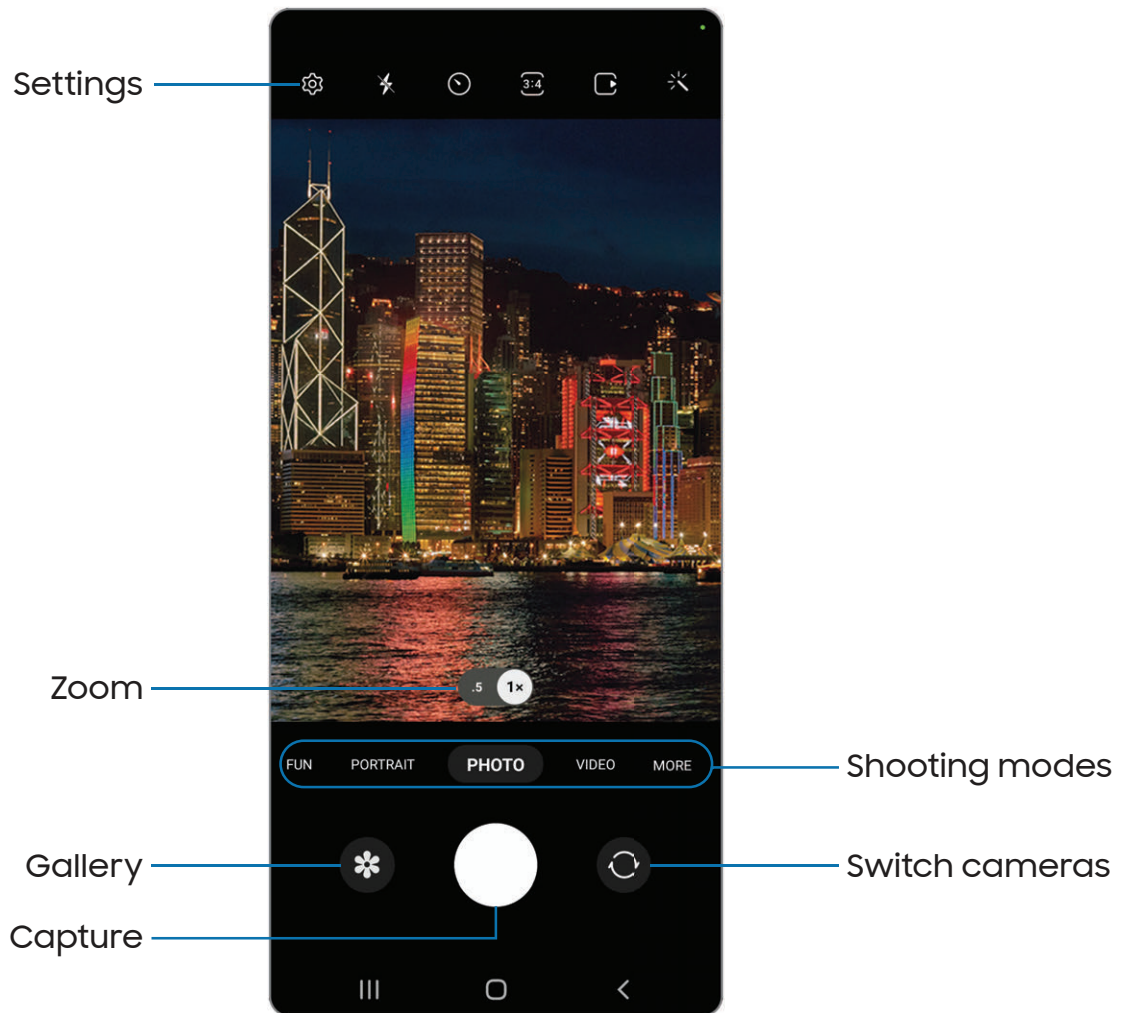 Settings
3:4
Zoom
.5 1×
FUN PORTRAIT PHOTO VIDEO MORE
Shooting modes
Gallery
Switch cameras
Capture